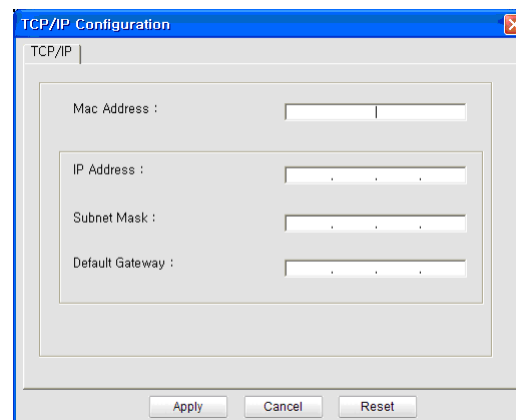 TCP/IP Configuration
TCP/IP
Mac Address :
IP Address :
. . .
Subnet Mask :
. . .
Default Gateway :
. . .
Apply Cancel Reset